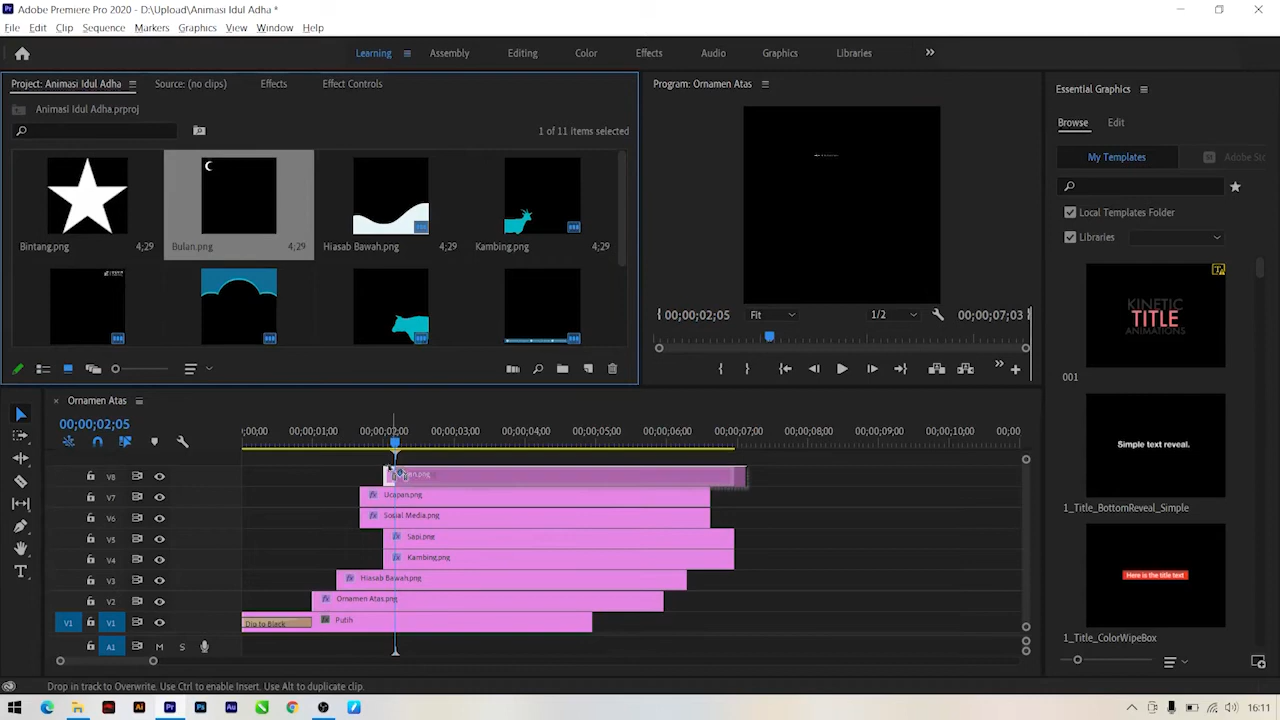 Adobe Premiere Pro 2020 - D:\Upload\Animasi Idul Adha *
File Edit Clip Sequence Markers Graphics View Window Help
Learning Assembly Editing Color Effects Audio Graphics Libraries
Project: Animasi Idul Adha Source: (no clips) Effects Effect Controls
Animasi Idul Adha.prproj
1 of 11 items selected
Bintang.png 4;29
Bulan.png 4;29
Hiasab Bawah.png 4;29
Kambing.png 4;29
Program: Ornamen Atas
00;00;02;05 Fit 1/2 00;00;07;03
Essential Graphics
Browse Edit
My Templates Adobe Sto
Local Templates Folder
Libraries
KINETIC
TITLE
ANIMATIONS
001
Simple text reveal.
1_Title_BottomReveal_Simple
Here is the title text
1_Title_ColorWipeBox
Ornamen Atas
00;00;02;05
;00;00 00;00;01;00 00;00;02;00 00;00;03;00 00;00;04;00 00;00;05;00 00;00;06;00 00;00;07;00 00;00;08;00 00;00;09;00 00;00;10;00 00;00
V8
V7 Ucapan.png
V6 Sosial Media.png
V5 Sapi.png
V4 Kambing.png
V3 Hiasab Bawah.png
V2 Ornamen Atas.png
V1 V1 Dip to Black Putih
A1 M S
Drop in track to Overwrite. Use Ctrl to enable Insert. Use Alt to duplicate clip.
16:11